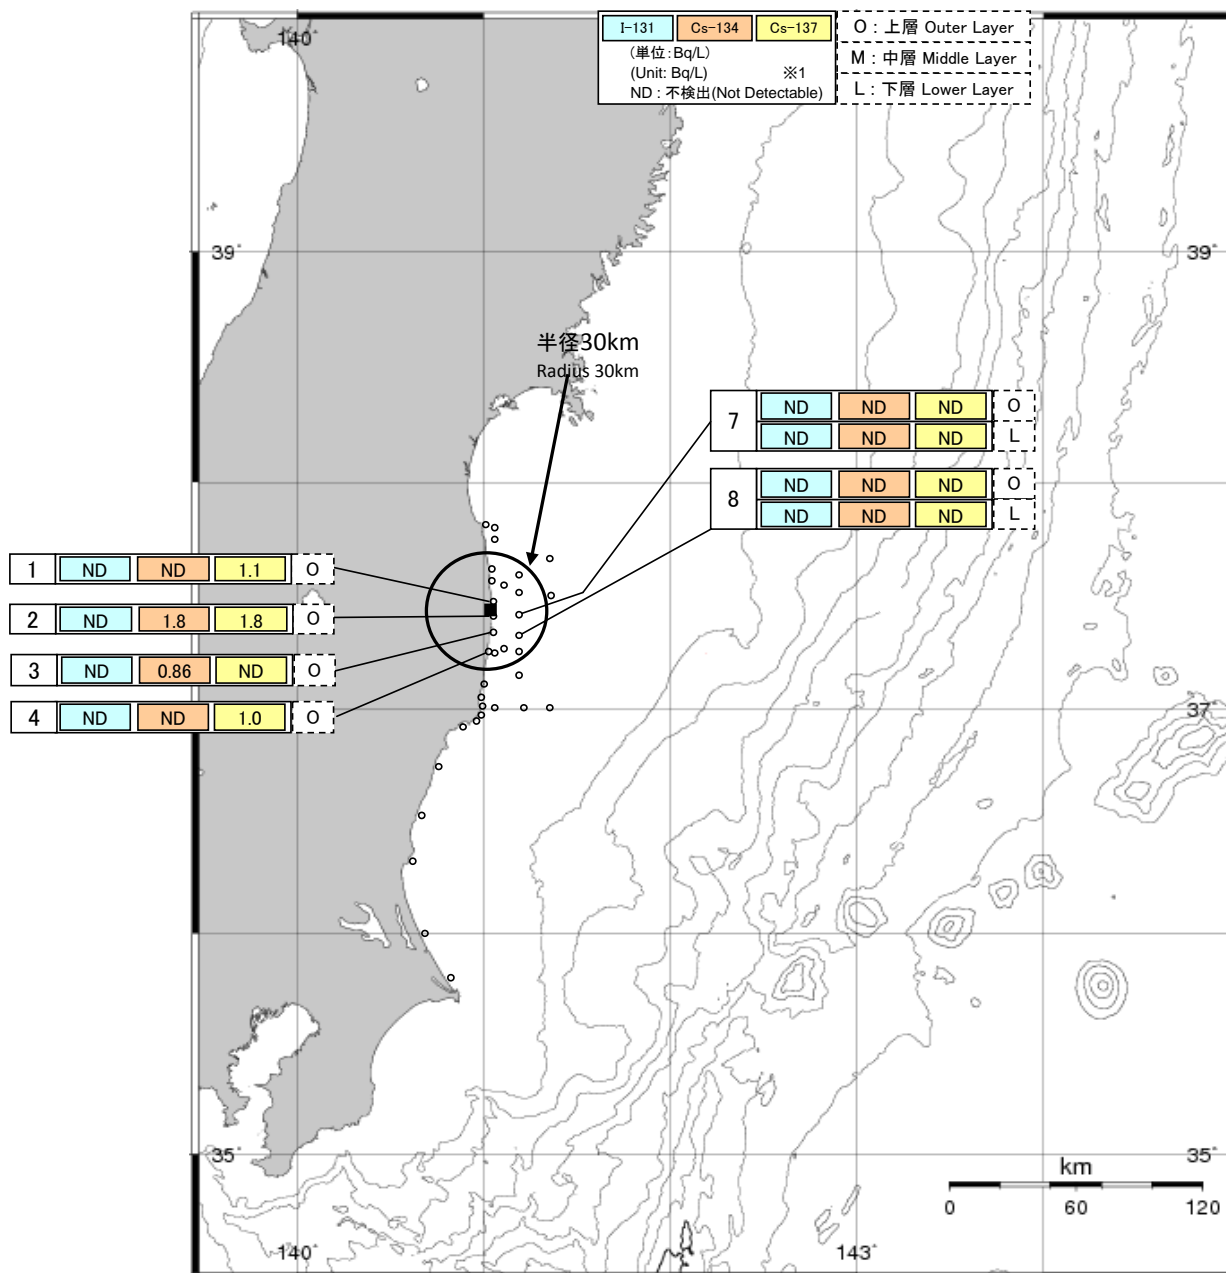 140°
I-131 Cs-134 Cs-137
(単位:Bq/L)
(Unit: Bq/L) ※1
ND : 不検出(Not Detectable)
O : 上層 Outer Layer
M : 中層 Middle Layer
L : 下層 Lower Layer
39° 39°
半径30km
Radius 30km
7 ND ND ND O
ND ND ND L
8 ND ND ND O
ND ND ND L
1 ND ND 1.1 O
2 ND 1.8 1.8 O
3 ND 0.86 ND O
4 ND ND 1.0 O
37°
35° 35°
km
0 60 120
140° 143°